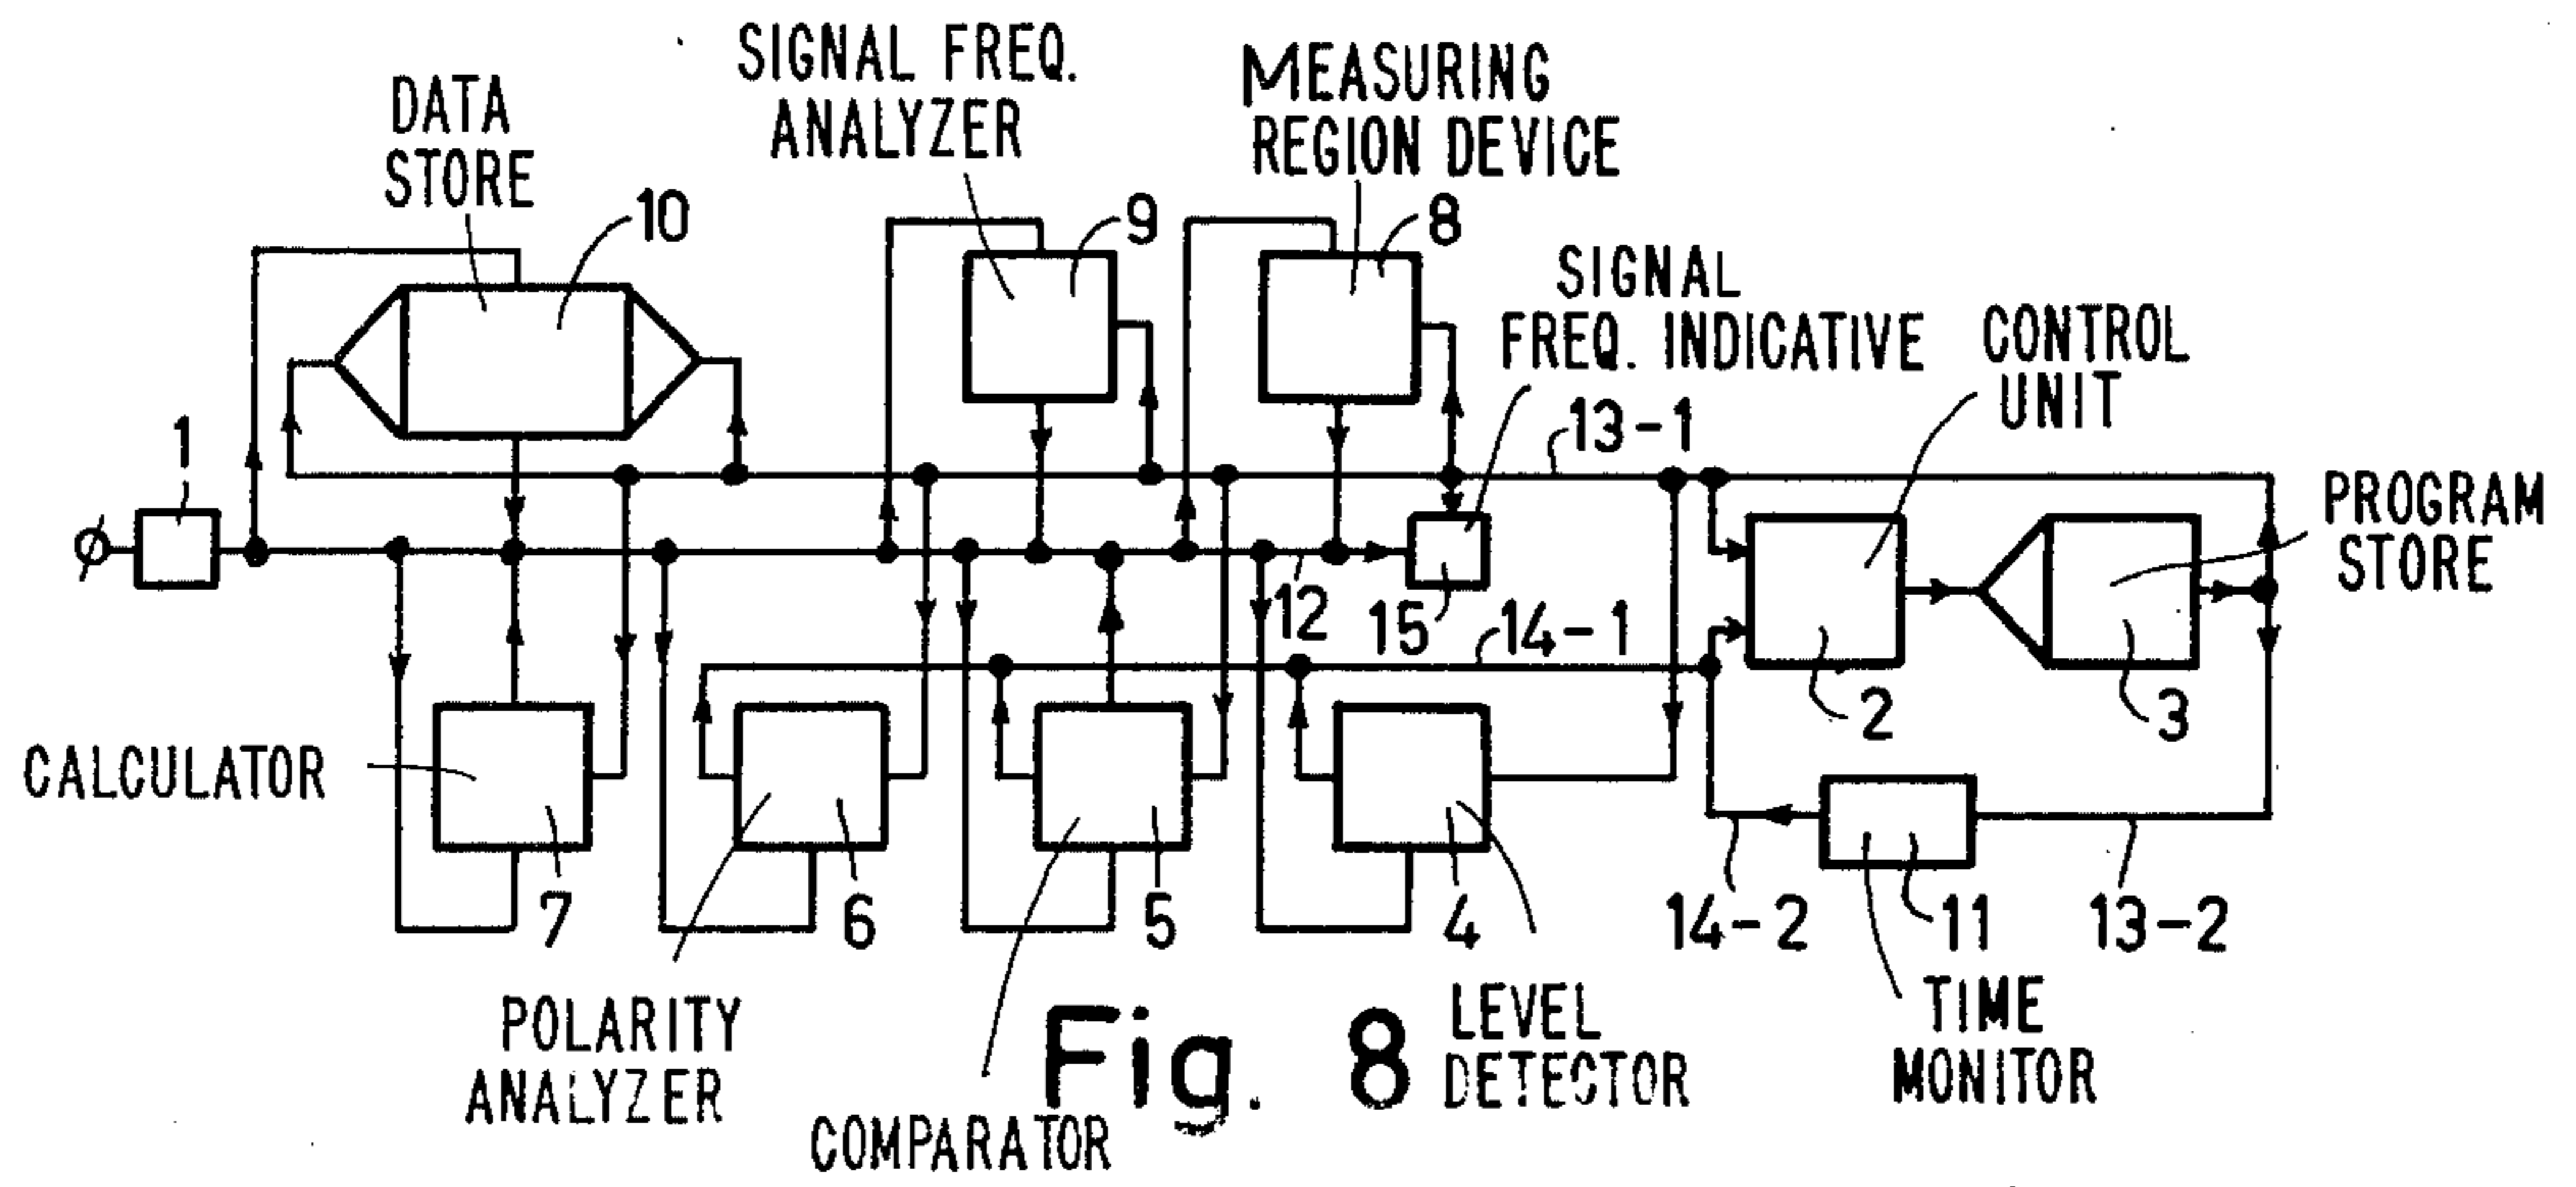 SIGNAL FREQ.
ANALYZER
MEASURING
REGION DEVICE
DATA
STORE
10
9
8
SIGNAL
FREQ. INDICATIVE
CONTROL
UNIT
1
13-1
PROGRAM
STORE
12
15
14-1
2
3
CALCULATOR
7
6
5
4
14-2
11
13-2
POLARITY
ANALYZER
COMPARATOR
Fig. 8
LEVEL
DETECTOR
TIME
MONITOR